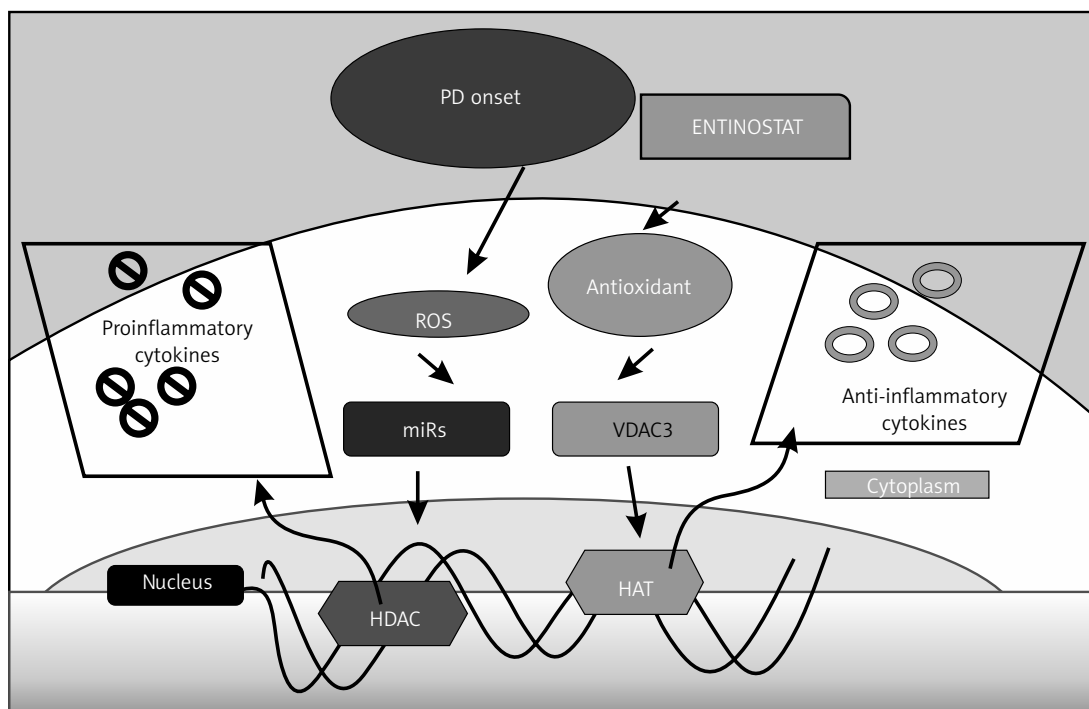 PD onset
ENTINOSTAT
Antioxidant
ROS
Proinflammatory
cytokines
Anti-inflammatory
cytokines
miRs
VDAC3
Cytoplasm
Nucleus
HDAC
HAT